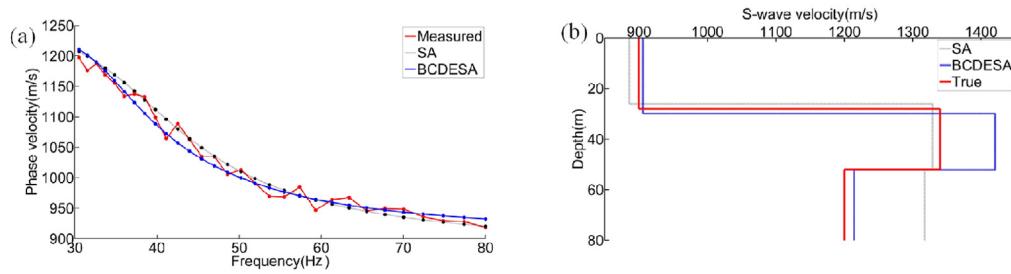 (a)
1250
1200
1150
1100
1050
1000
950
900
Phase velocity(m/s)
30
40
50
60
70
80
Frequency(Hz)
Measured
SA
BCDESA
(b)
S-wave velocity(m/s)
900
1000
1100
1200
1300
1400
0
20
40
60
80
Depth(m)
SA
BCDESA
True